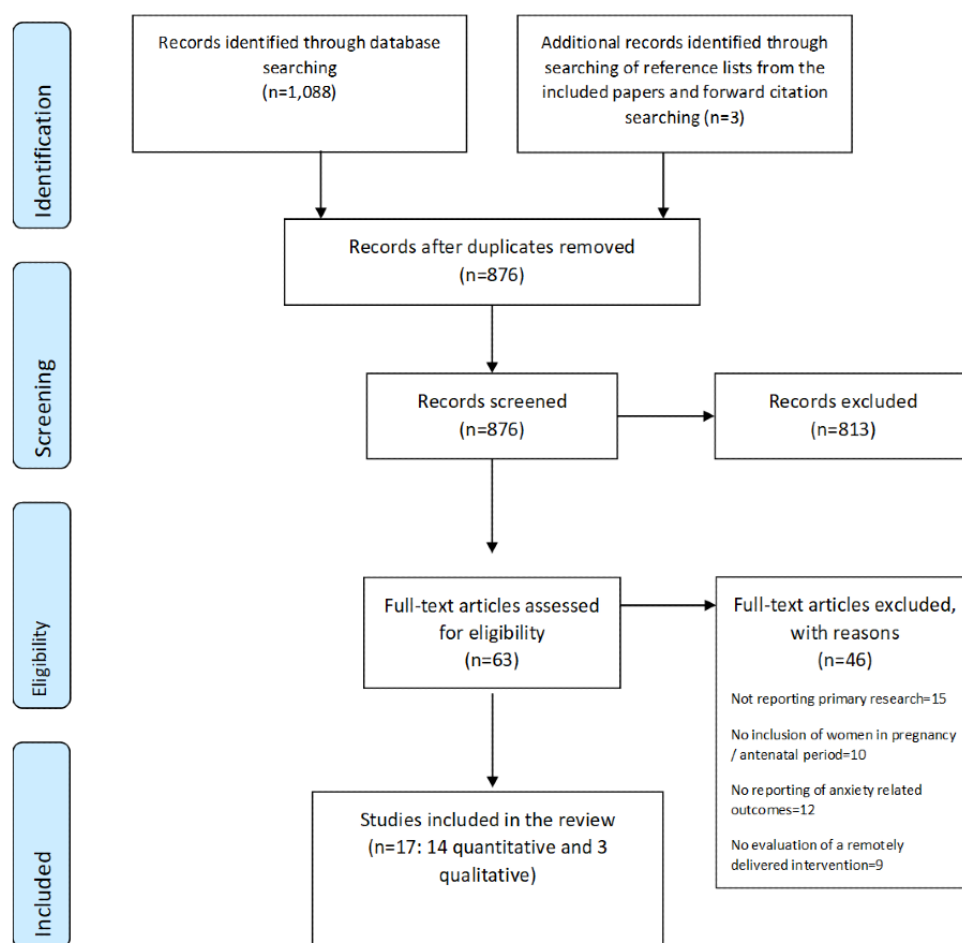 Identification
Records identified through database
searching
(n=1,088)
Additional records identified through
searching of reference lists from the
included papers and forward citation
searching (n=3)
Records after duplicates removed
(n=876)
Screening
Records screened
(n=876)
Records excluded
(n=813)
Eligibility
Full-text articles assessed
for eligibility
(n=63)
Full-text articles excluded,
with reasons
(n=46)
Not reporting primary research=15
No inclusion of women in pregnancy
/ antenatal period=10
No reporting of anxiety related
outcomes=12
No evaluation of a remotely
delivered intervention=9
Included
Studies included in the review
(n=17: 14 quantitative and 3
qualitative)